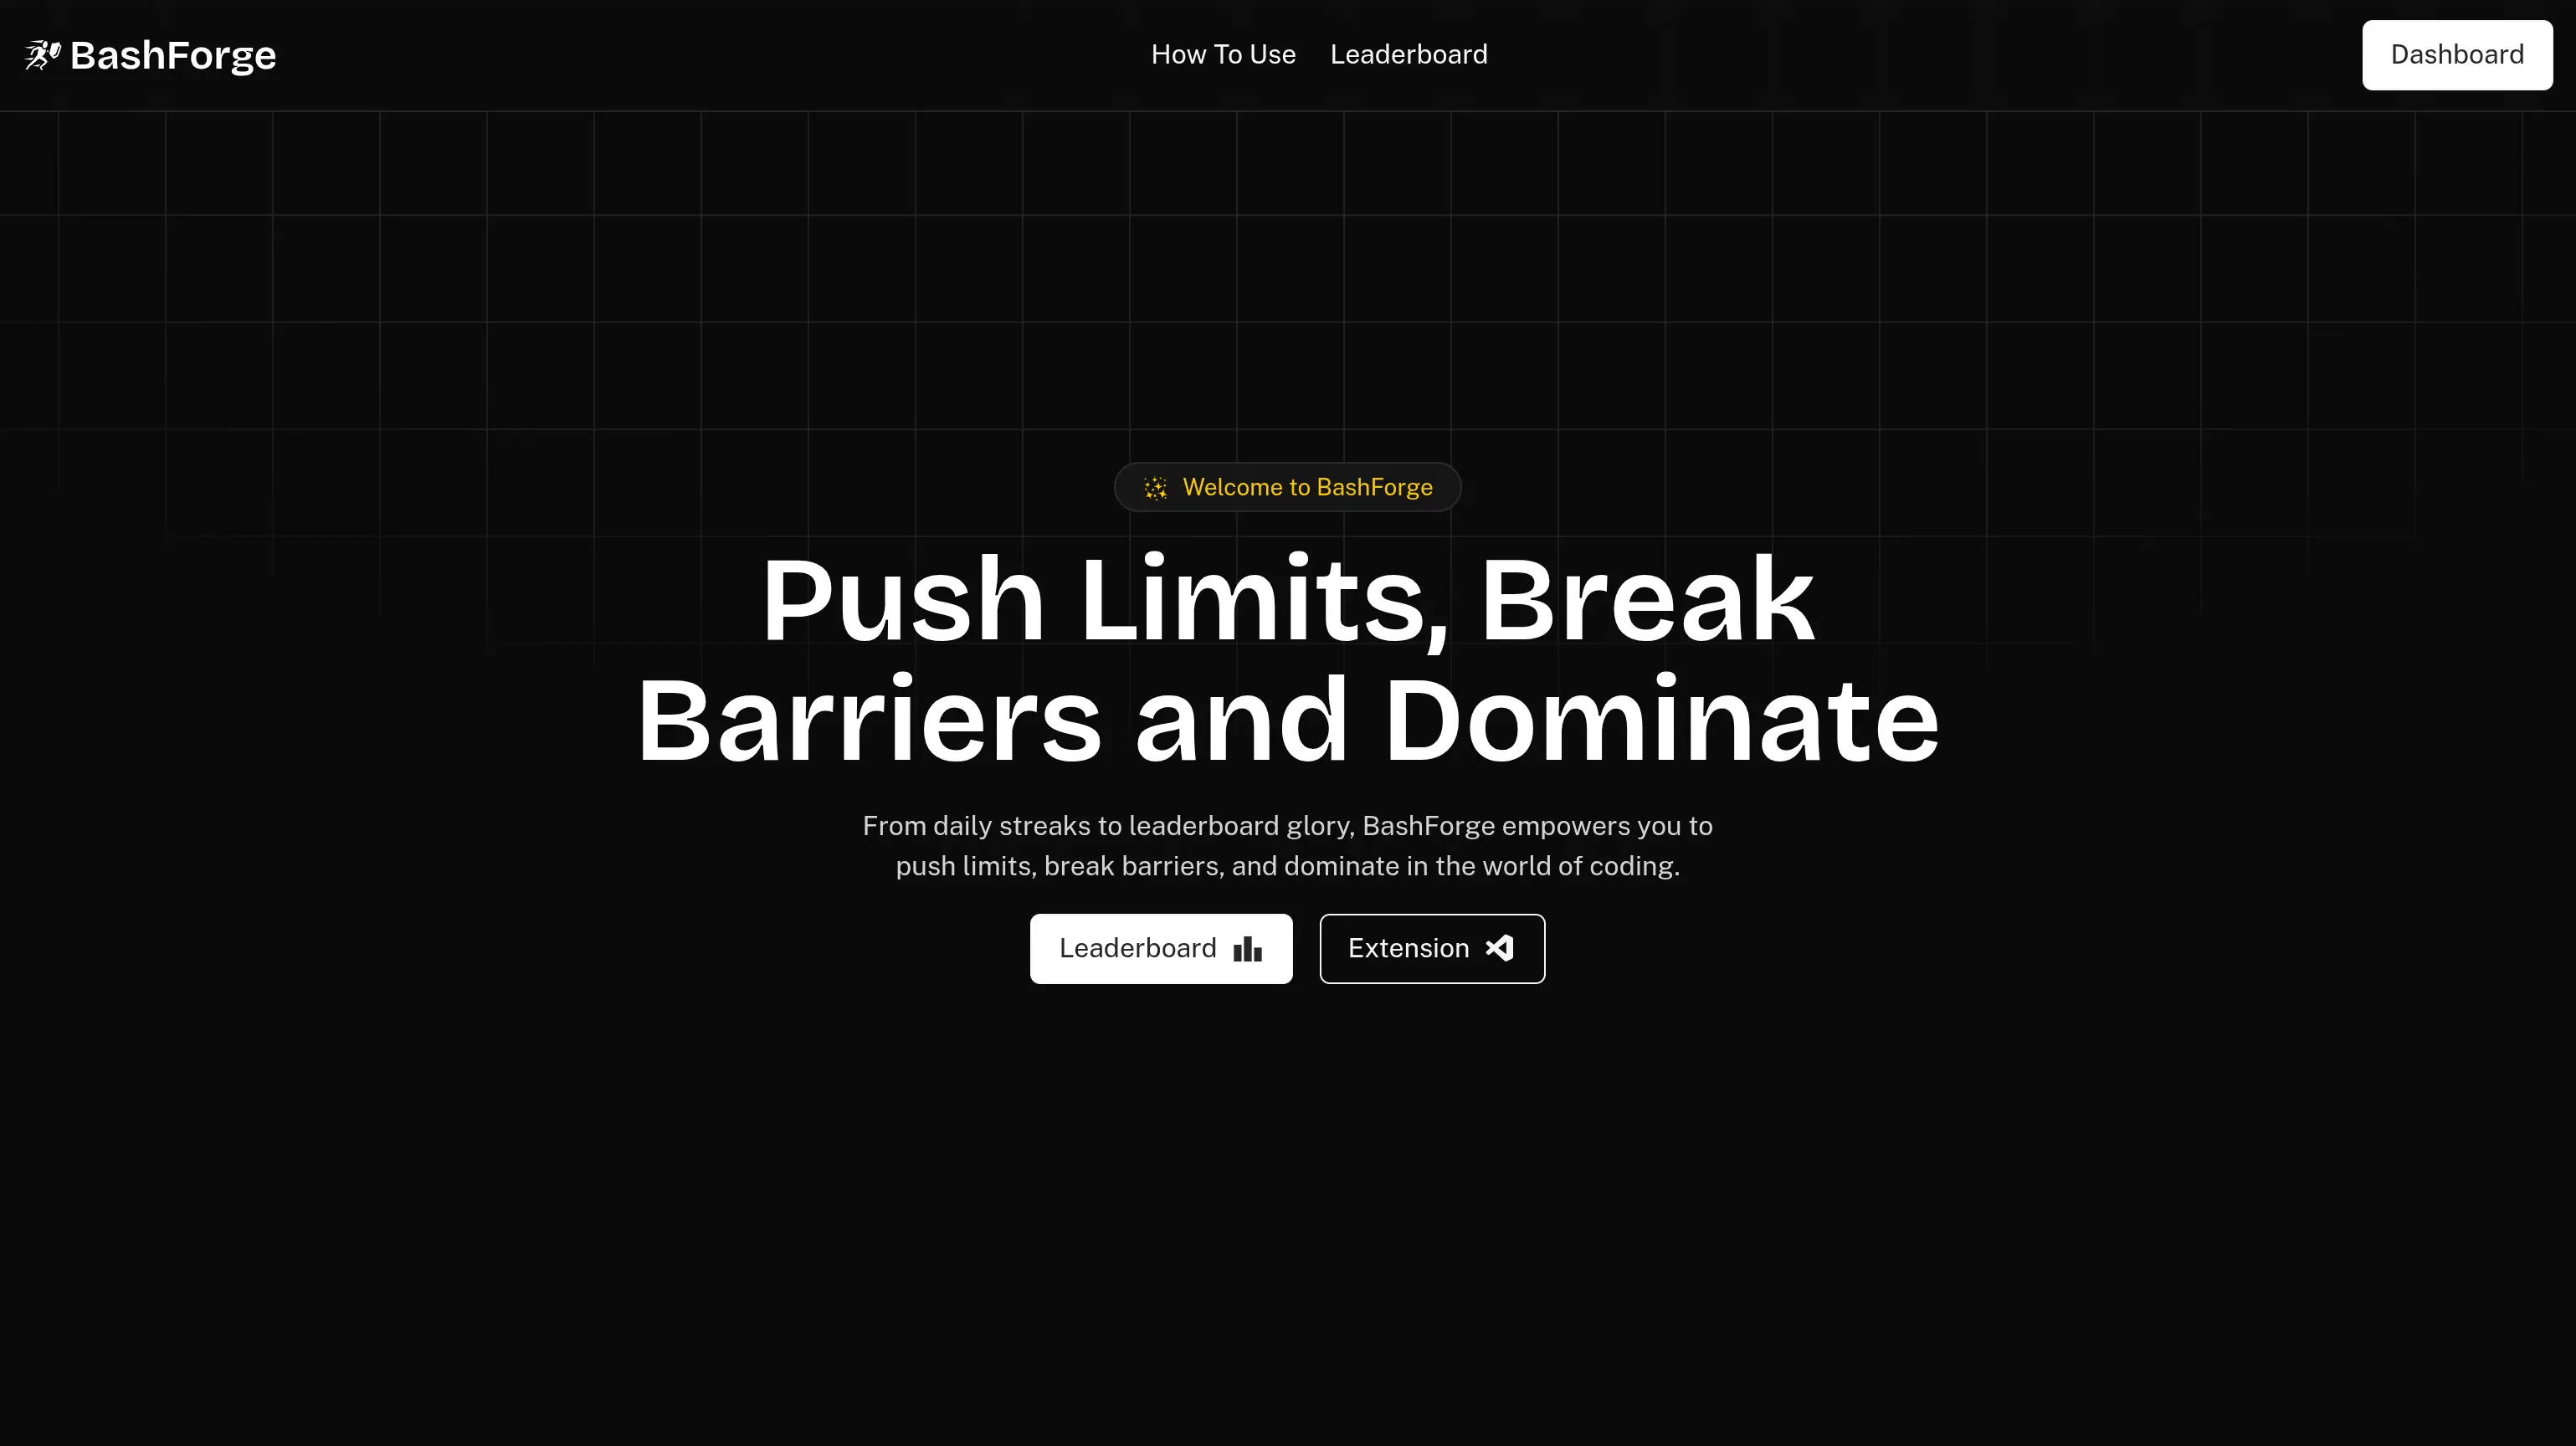 BashForge
How To Use
Leaderboard
Dashboard
Welcome to BashForge
Push Limits, Break
Barriers and Dominate
From daily streaks to leaderboard glory, BashForge empowers you to
push limits, break barriers, and dominate in the world of coding.
Leaderboard
Extension